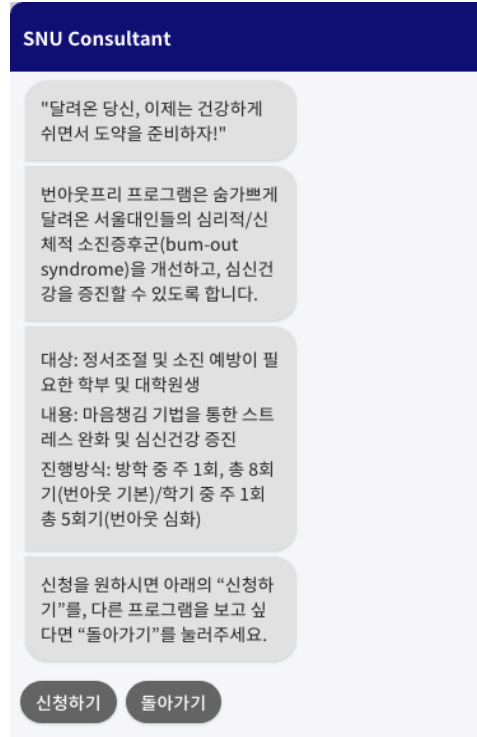 SNU Consultant
"달려온 당신, 이제는 건강하게
쉬면서 도약을 준비하자!"
번아웃프리 프로그램은 숨가쁘게
달려온 서울대인들의 심리적/신
체적 소진증후군(bum-out
syndrome)을 개선하고, 심신건
강을 증진할 수 있도록 합니다.
대상: 정서조절 및 소진 예방이 필
요한 학부 및 대학원생
내용: 마음챙김 기법을 통한 스트
레스 완화 및 심신건강 증진
진행방식: 방학 중 주 1회, 총 8회
기(번아웃 기본)/학기 중 주 1회
총 5회기(번아웃 심화)
신청을 원하시면 아래의 “신청하
기”를, 다른 프로그램을 보고 싶
다면 “돌아가기”를 눌러주세요.
신청하기 돌아가기